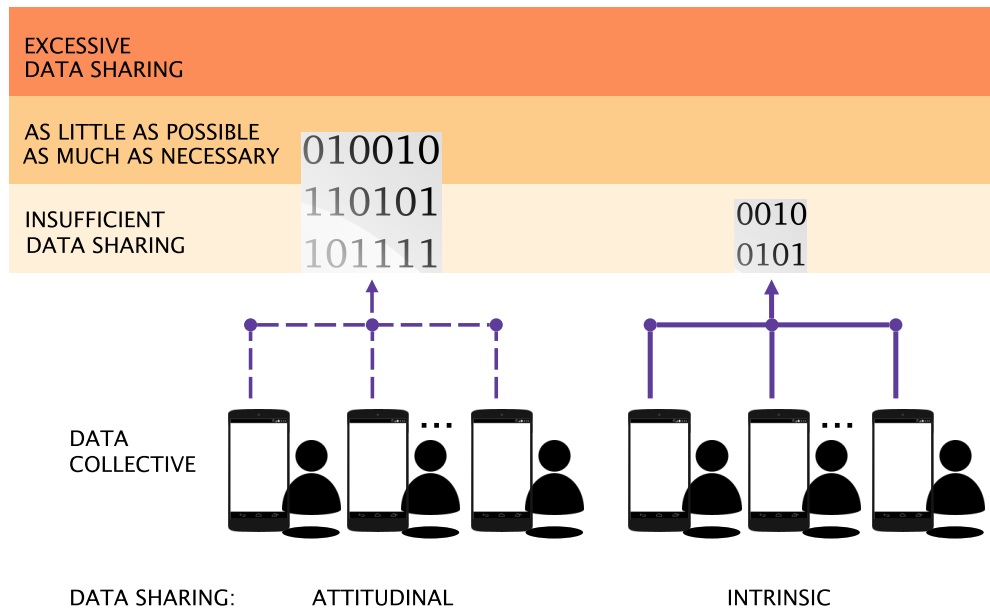 EXCESSIVE
DATA SHARING
AS LITTLE AS POSSIBLE
AS MUCH AS NECESSARY
010010
110101
101111
INSUFFICIENT
DATA SHARING
0010
0101
...
...
DATA
COLLECTIVE
DATA SHARING: ATTITUDINAL INTRINSIC